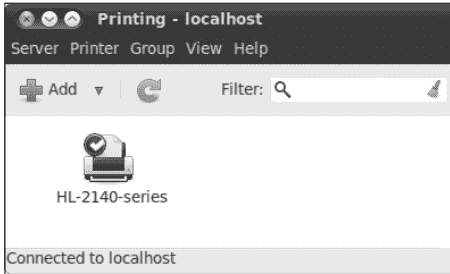 Printing - localhost
Server Printer Group View Help
Add Filter:
HL-2140-series
Connected to localhost